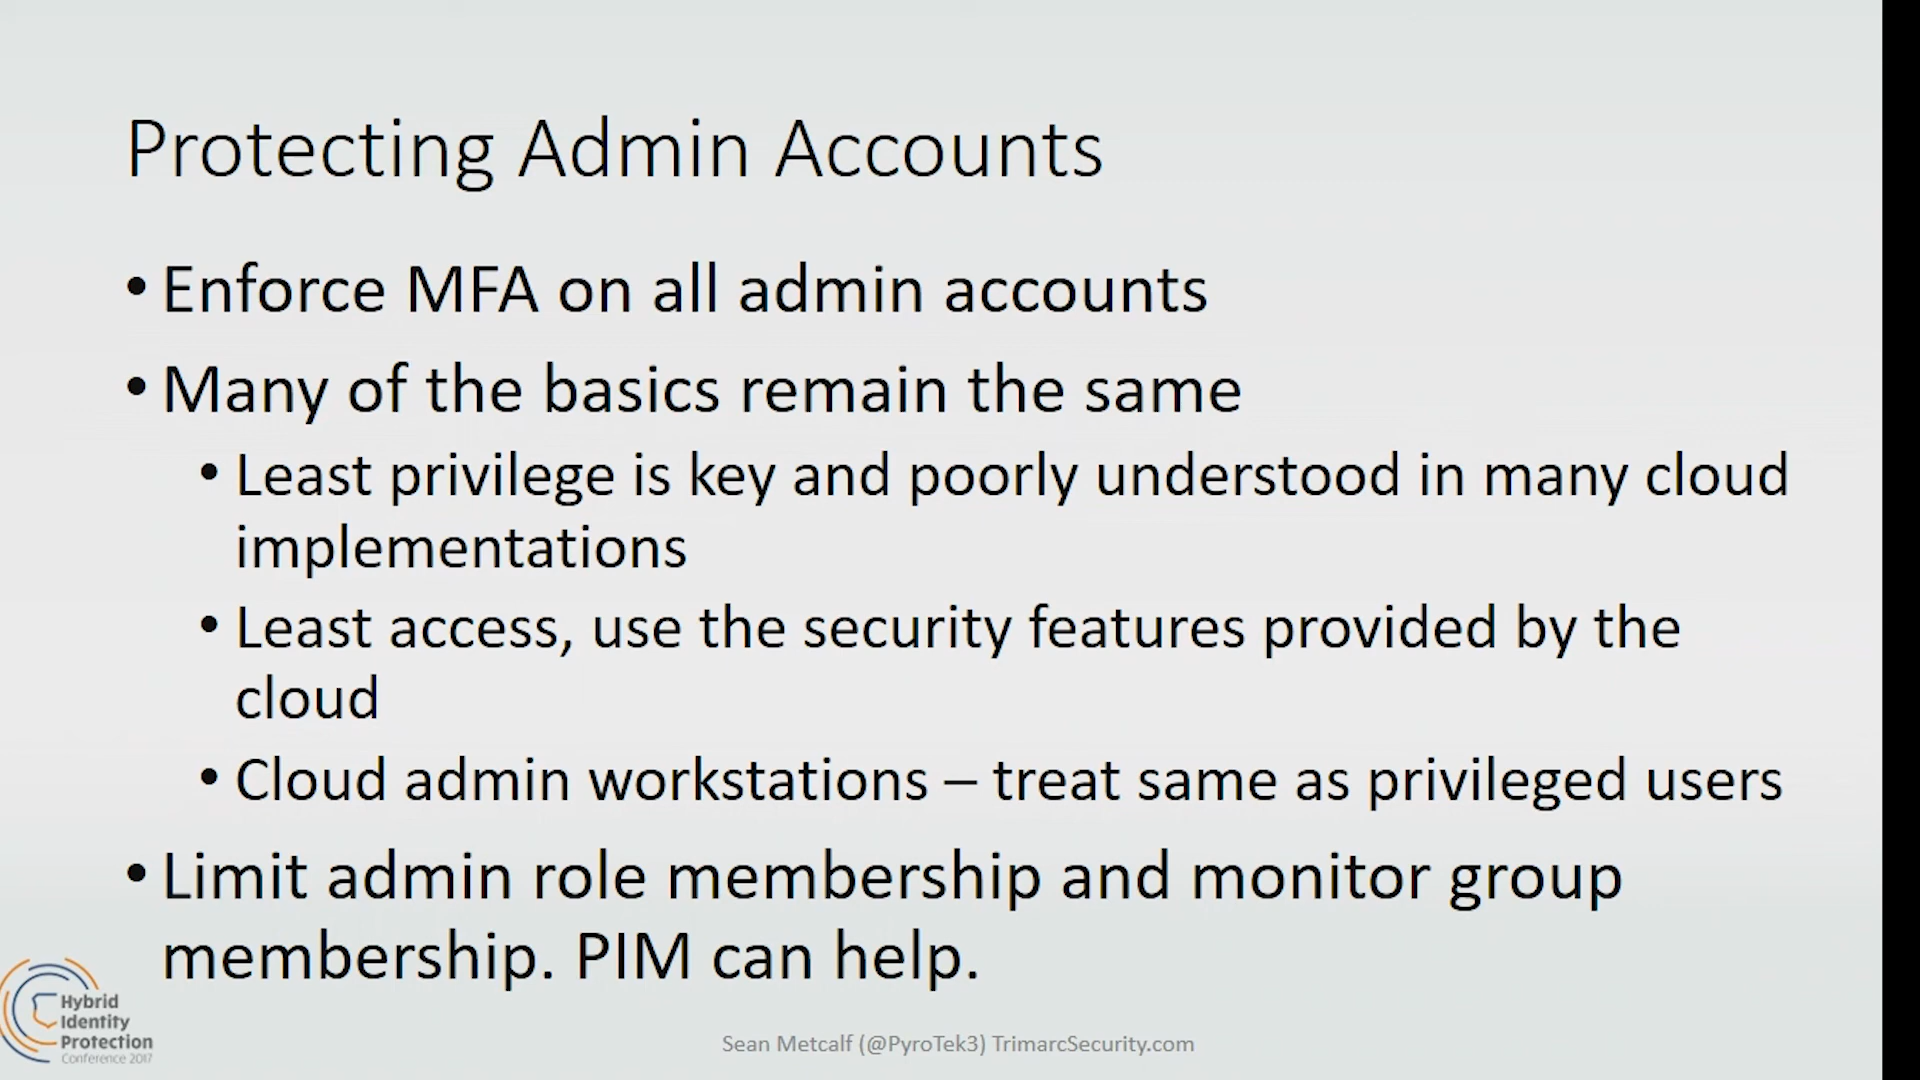 Protecting Admin Accounts
• Enforce MFA on all admin accounts
• Many of the basics remain the same
• Least privilege is key and poorly understood in many cloud
implementations
• Least access, use the security features provided by the
cloud
• Cloud admin workstations – treat same as privileged users
• Limit admin role membership and monitor group
membership. PIM can help.
Hybrid
Identity
Protection
Conference 2017
Sean Metcalf (@PyroTek3) TrimarcSecurity.com